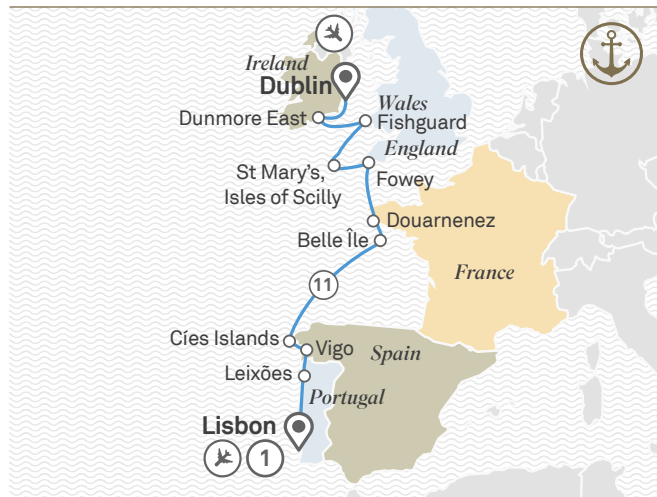 Ireland
Dublin
Dunmore East
Wales
Fishguard
England
St Mary's,
Isles of Scilly
Fowey
Douarnenez
Belle Île
France
11
Cíes Islands
Vigo
Spain
Leixões
Portugal
Lisbon
1